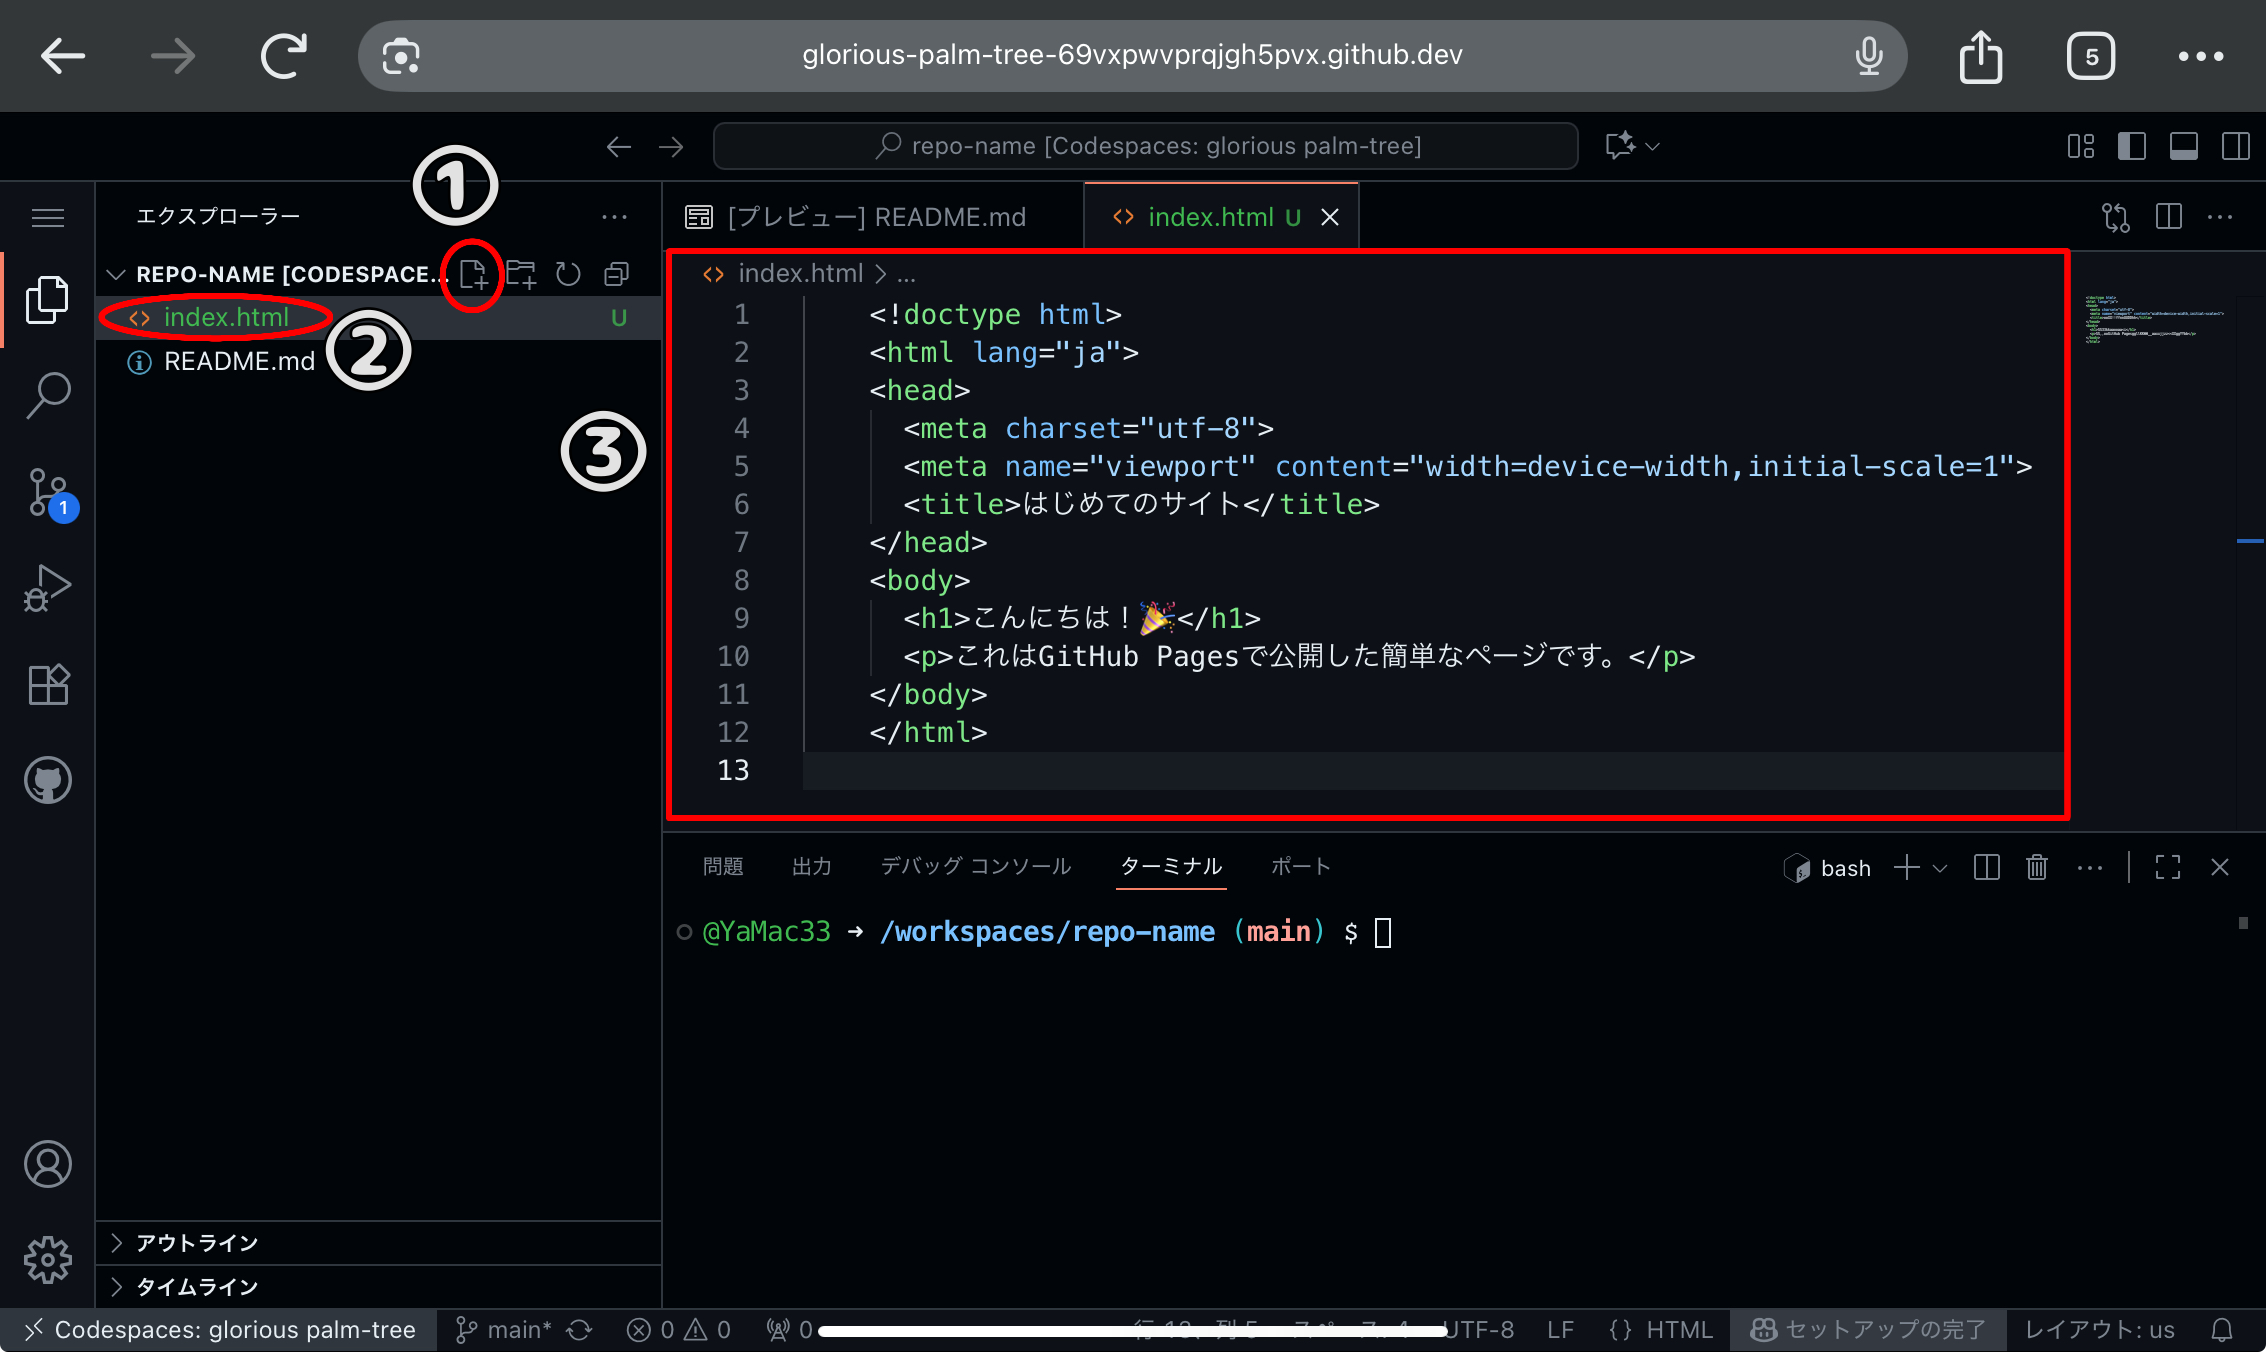 glorious-palm-tree-69vxpwvprqjgh5pvx.github.dev
5
repo-name [Codespaces: glorious palm-tree]
①
エクスプローラー
[プレビュー] README.md
index.html U
REPO-NAME [CODESPACE...
index.html U
②
README.md
③
index.html > ...
1 <!doctype html>
2 <html lang="ja">
3 <head>
4 <meta charset="utf-8">
5 <meta name="viewport" content="width=device-width,initial-scale=1">
6 <title>はじめてのサイト</title>
7 </head>
8 <body>
9 <h1>こんにちは！🎉</h1>
10 <p>これはGitHub Pagesで公開した簡単なページです。</p>
11 </body>
12 </html>
13
1
問題 出力 デバッグ コンソール ターミナル ポート
bash
@YaMac33 ➜ /workspaces/repo-name (main) $
アウトライン
タイムライン
Codespaces: glorious palm-tree main* 0 0 0 UTF-8 LF {} HTML セットアップの完了 レイアウト: us